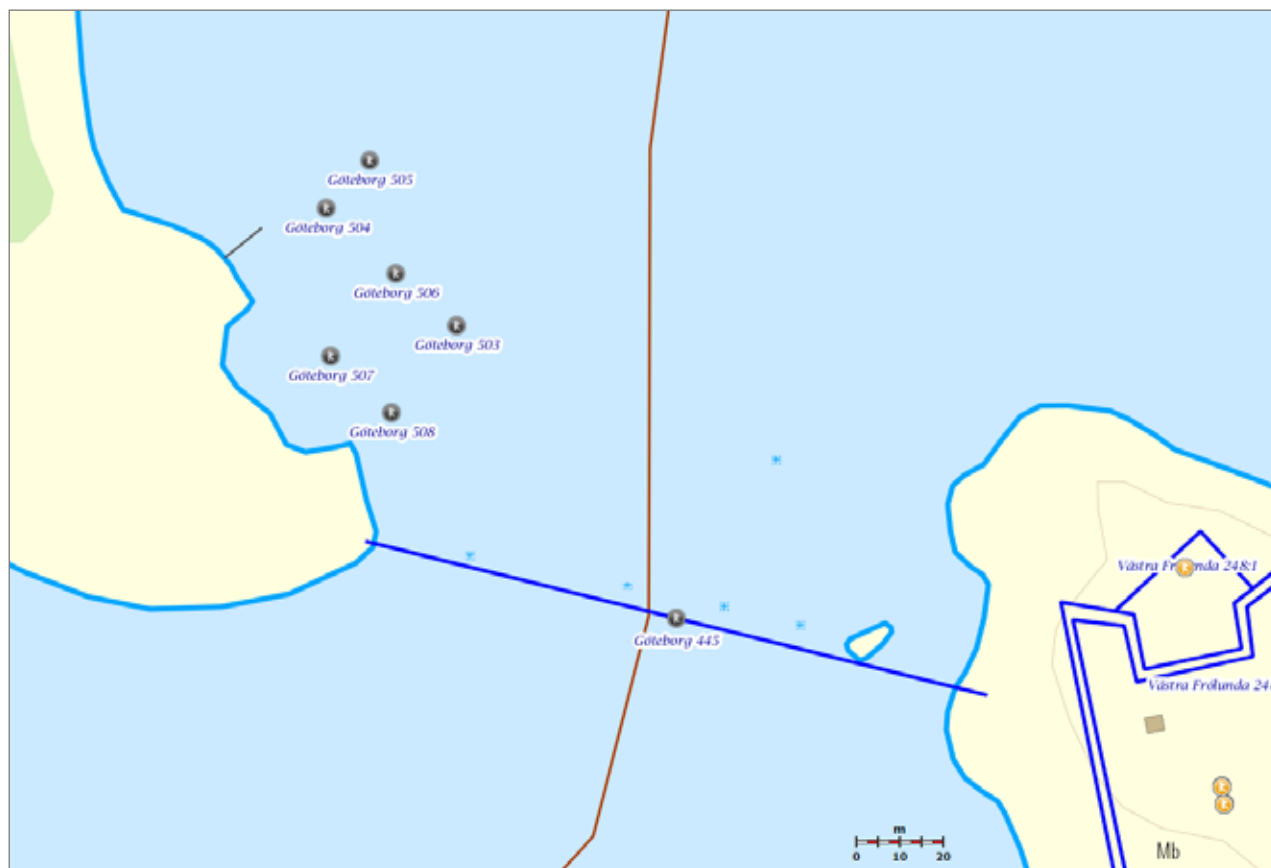 Göteborg 505
Göteborg 504
Göteborg 506
Göteborg 503
Göteborg 507
Göteborg 508
Västra Frölunda 248:1
Göteborg 445
Västra Frölunda 24
m
0 10 20
Mb